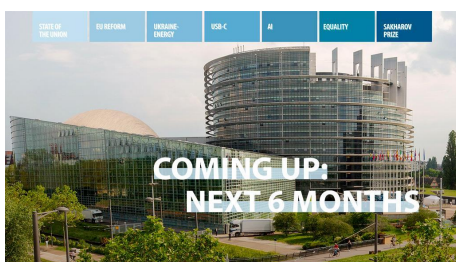 STATE OF
THE UNION
EU REFORM
UKRAINE-
ENERGY
USB-C
AI
EQUALITY
SAKHAROV
PRIZE
COMING UP:
NEXT 6 MONTHS